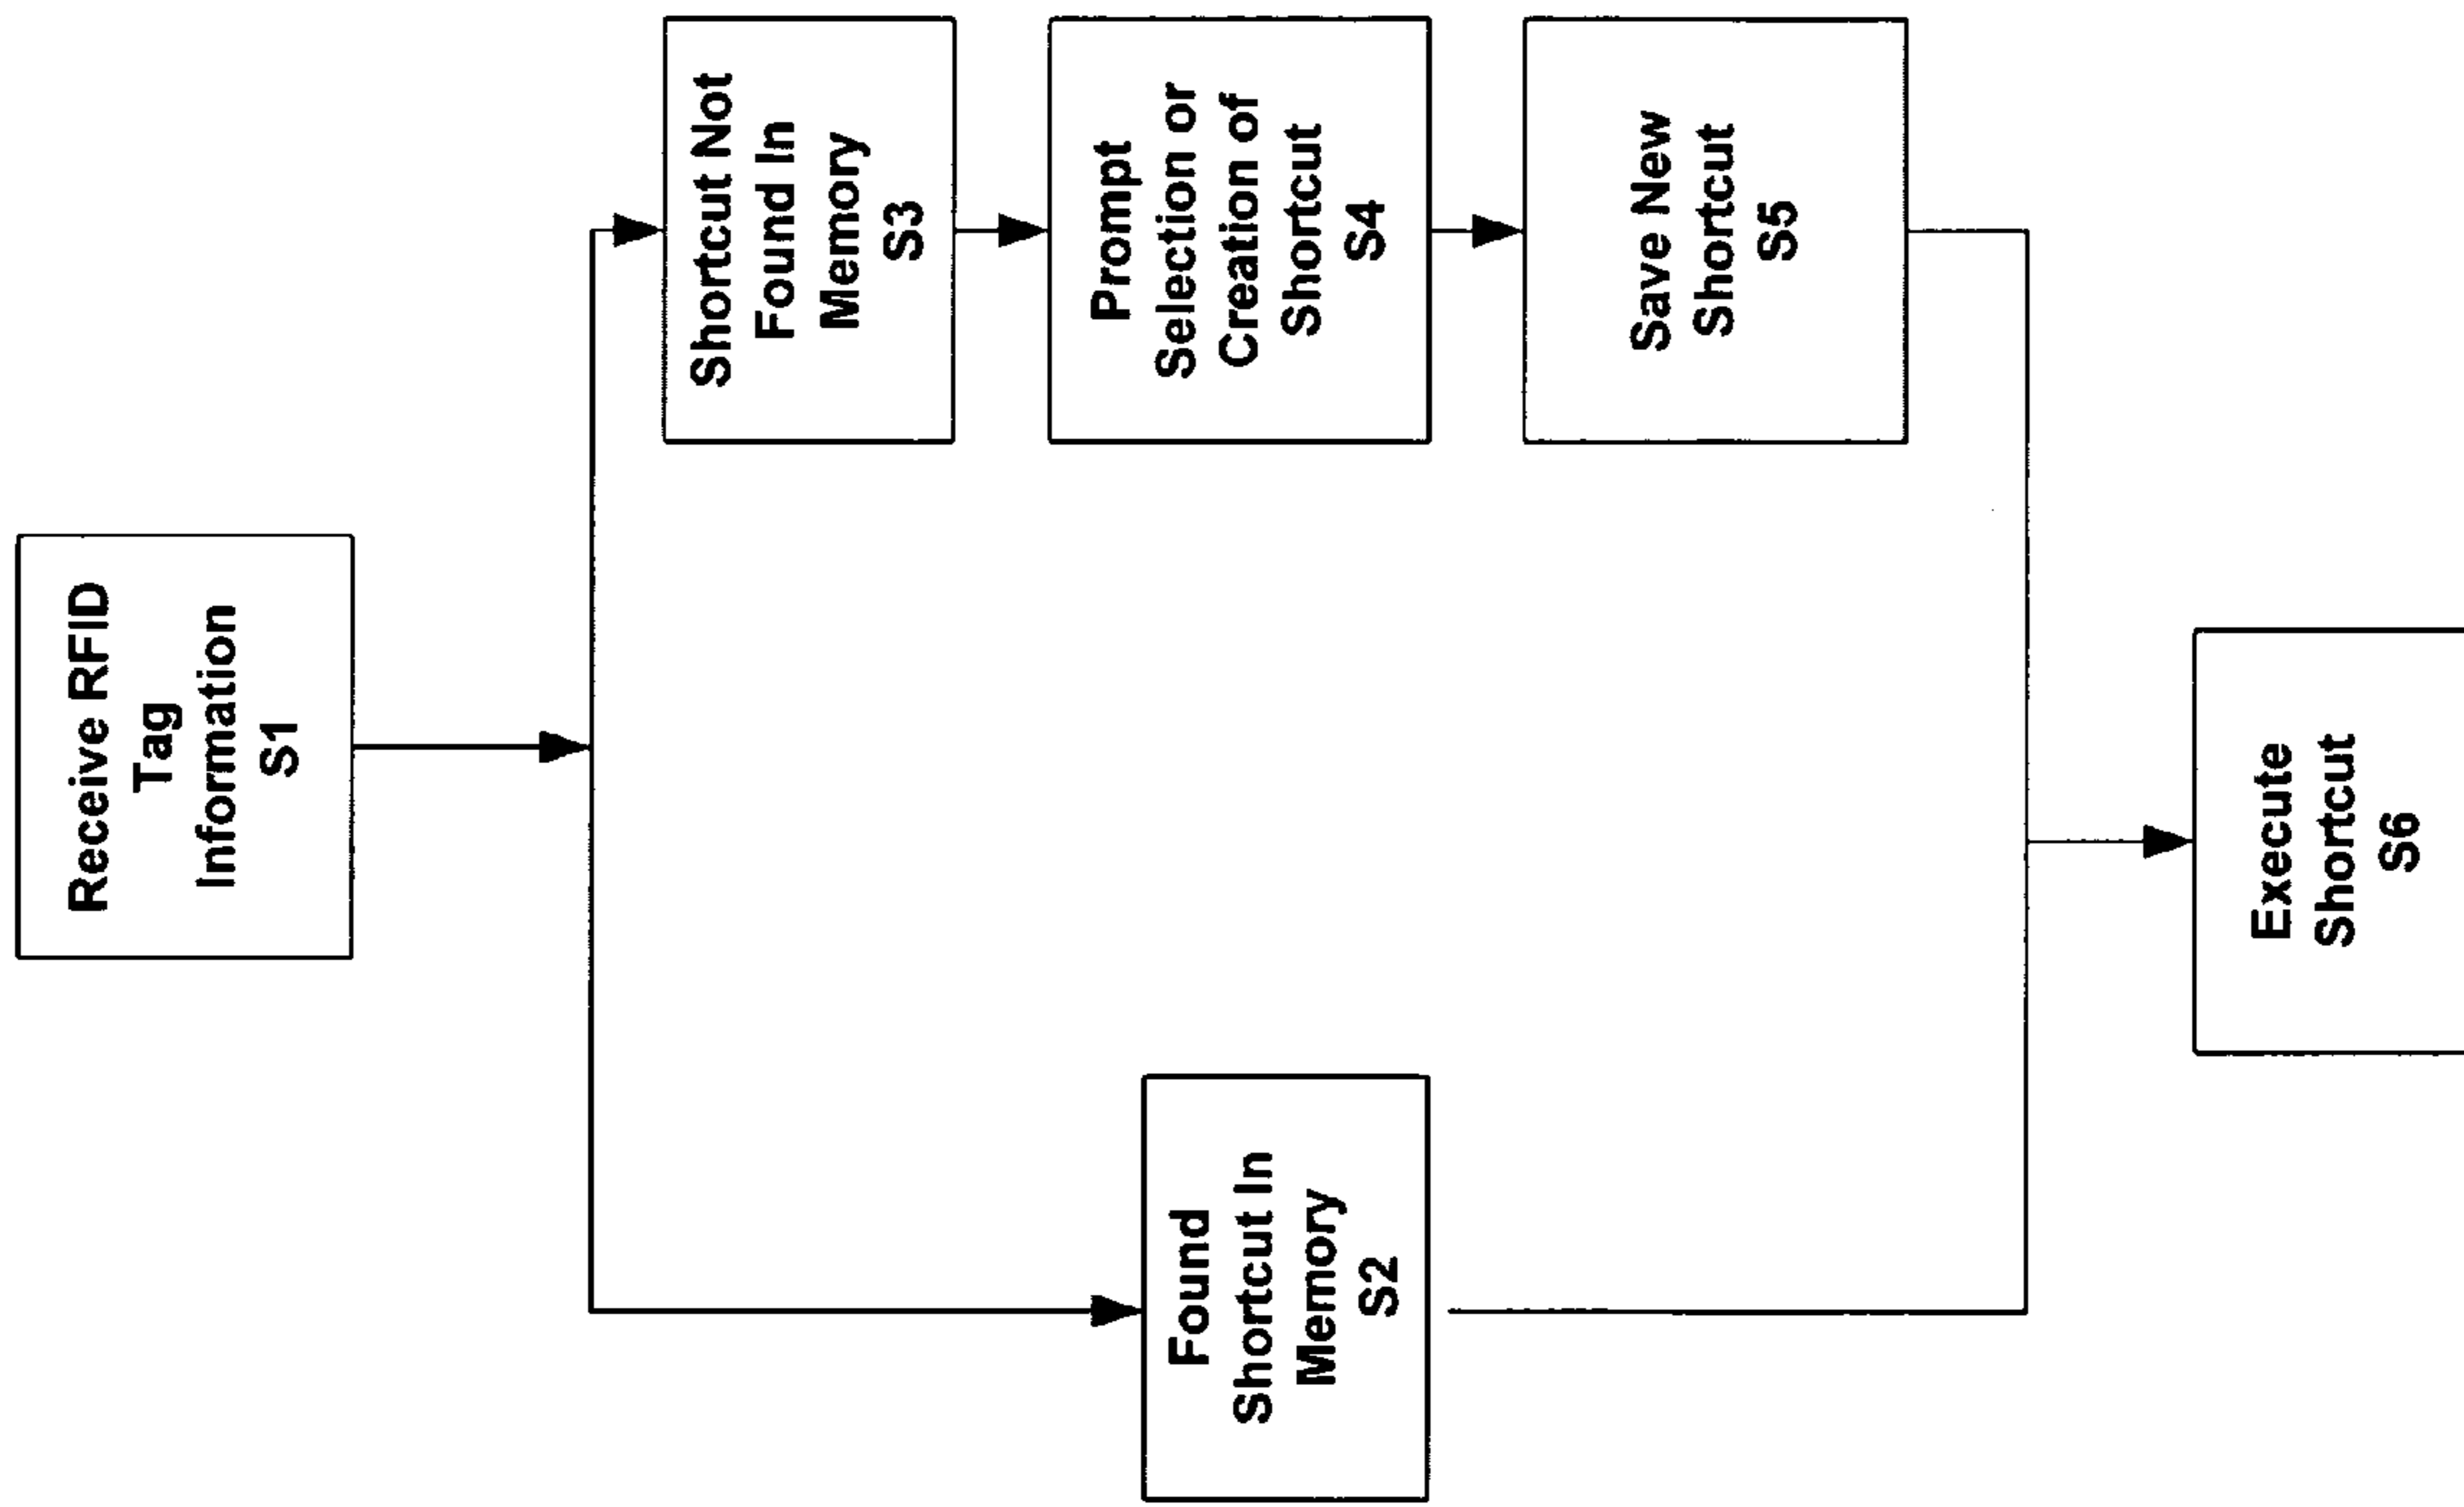 Receive RFID
Tag
Information
S1
Found
Shortcut In
Memory
S2
Shortcut Not
Found In
Memory
S3
Prompt
Selection or
Creation of
Shortcut
S4
Save New
Shortcut
S5
Execute
Shortcut
S6